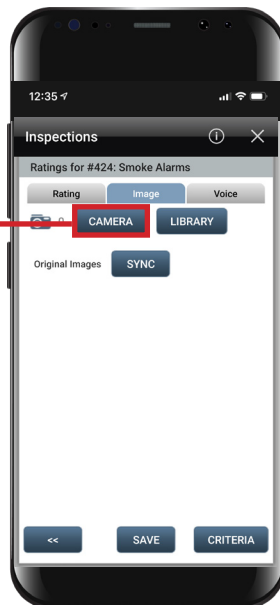 12:35
Inspections
Ratings for #424: Smoke Alarms
Rating Image Voice
0 CAMERA LIBRARY
Original Images SYNC
<< SAVE CRITERIA